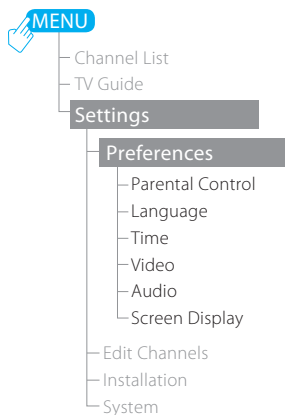 MENU
Channel List
TV Guide
Settings
Preferences
Parental Control
Language
Time
Video
Audio
Screen Display
Edit Channels
Installation
System